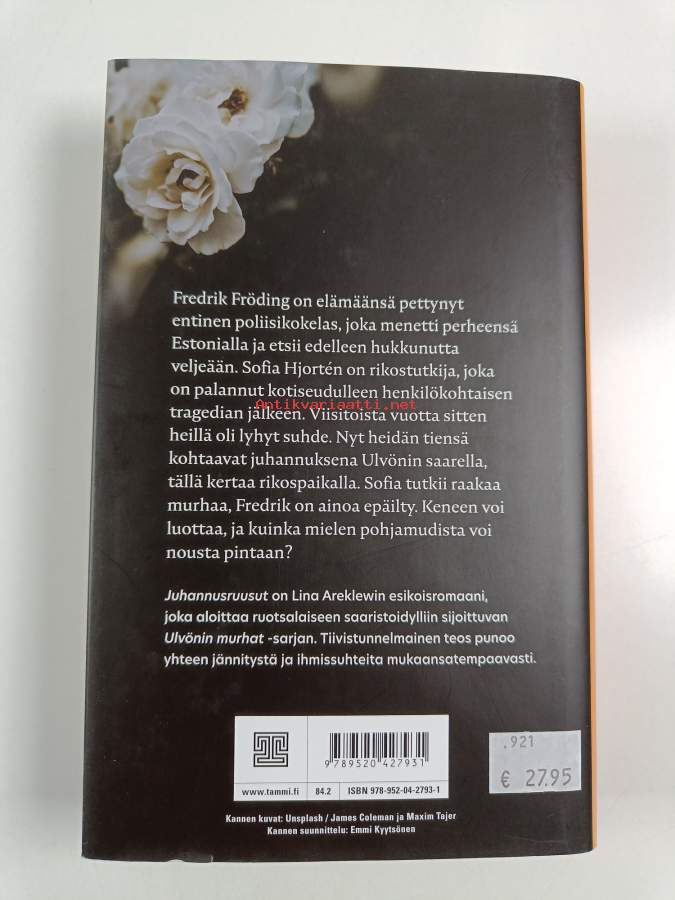 Fredrik Fröding on elämäänsä pettynyt
entinen poliisikokelas, joka menetti perheensä
Estonialla ja etsii edelleen hukkunutta
veljeään. Sofia Hjortén on rikostutkija, joka
on palannut kotiseudulleen henkilökohtaisen
Antikvariaatti.net
tragedian jälkeen. Viisitoista vuotta sitten
heillä oli lyhyt suhde. Nyt heidän tiensä
kohtaavat juhannuksena Ulvönin saarella,
tällä kertaa rikospaikalla. Sofia tutkii raakaa
murhaa, Fredrik on ainoa epäilty. Keneen voi
luottaa, ja kuinka mielen pohjamudista voi
nousta pintaan?
Juhannusruusut on Lina Areklewin esikoisromaani,
joka aloittaa ruotsalaiseen saaristoidylliin sijoittuvan
Ulvönin murhat -sarjan. Tiivistunnelmainen teos punoo
yhteen jännitystä ja ihmissuhteita mukaansatempaavasti.
9 789520 427931
www.tammi.fi 84.2 ISBN 978-952-04-2793-1
.921
€ 27.95
Kannen kuvat: Unsplash / James Coleman ja Maxim Tajer
Kannen suunnittelu: Emmi Kyytsönen